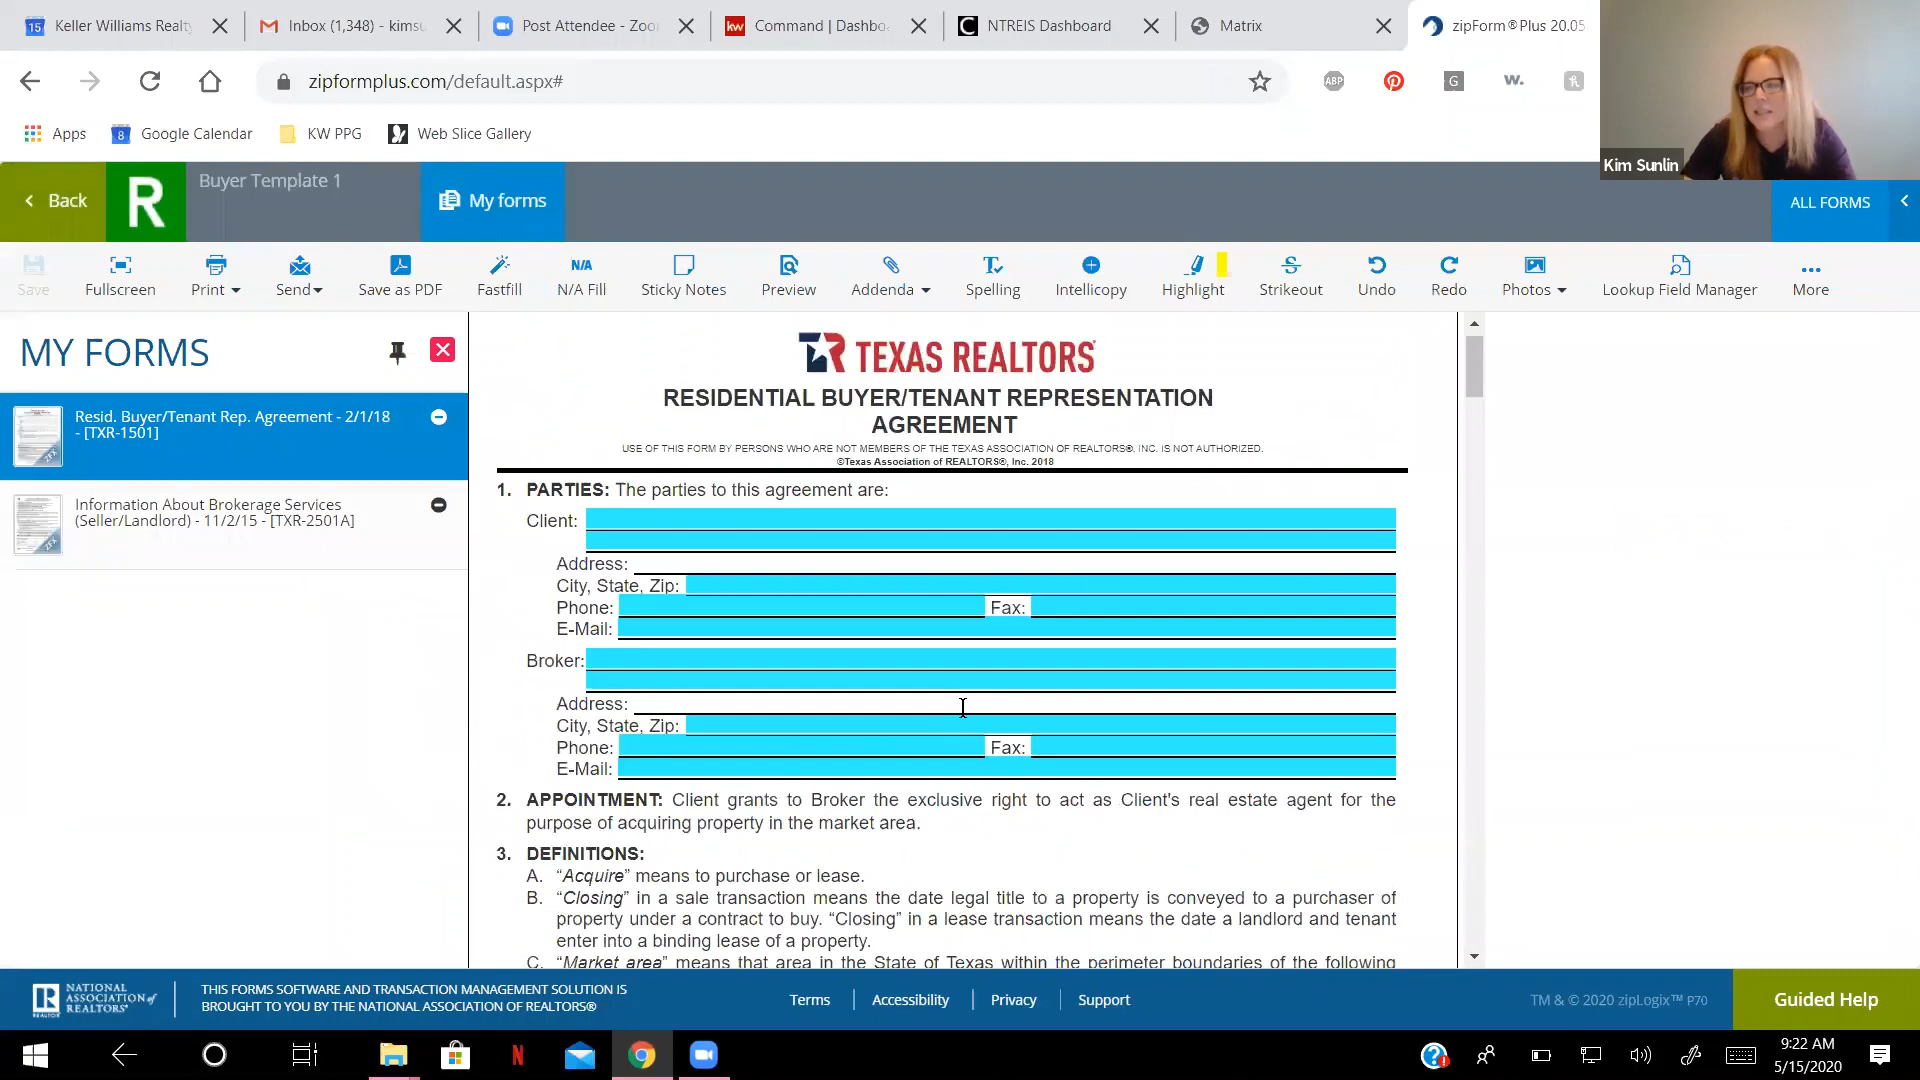 Keller Williams Realty
Inbox (1,348) - kimsu
Post Attendee - Zoo
kw Command | Dashbo
NTREIS Dashboard
Matrix
zipForm®Plus 20.05
zipformplus.com/default.aspx#
ABP
G
w.
Apps
8 Google Calendar
KW PPG
Web Slice Gallery
Kim Sunlin
Back
R
Buyer Template 1
My forms
ALL FORMS
Save
Fullscreen
Print
Send
Save as PDF
Fastfill
N/A
N/A Fill
Sticky Notes
Preview
Addenda
Spelling
Intellicopy
Highlight
Strikeout
Undo
Redo
Photos
Lookup Field Manager
More
MY FORMS
Resid. Buyer/Tenant Rep. Agreement - 2/1/18
- [TXR-1501]
Information About Brokerage Services
(Seller/Landlord) - 11/2/15 - [TXR-2501A]
TEXAS REALTORS
RESIDENTIAL BUYER/TENANT REPRESENTATION
AGREEMENT
USE OF THIS FORM BY PERSONS WHO ARE NOT MEMBERS OF THE TEXAS ASSOCIATION OF REALTORS®, INC. IS NOT AUTHORIZED.
©Texas Association of REALTORS®, Inc. 2018
1. PARTIES: The parties to this agreement are:
Client:
Address:
City, State, Zip:
Phone: Fax:
E-Mail:
Broker:
Address:
City, State, Zip:
Phone: Fax:
E-Mail:
2. APPOINTMENT: Client grants to Broker the exclusive right to act as Client's real estate agent for the
purpose of acquiring property in the market area.
3. DEFINITIONS:
A. “Acquire” means to purchase or lease.
B. “Closing” in a sale transaction means the date legal title to a property is conveyed to a purchaser of
property under a contract to buy. “Closing” in a lease transaction means the date a landlord and tenant
enter into a binding lease of a property.
C. “Market area” means that area in the State of Texas within the perimeter boundaries of the following
NATIONAL
ASSOCIATION of
REALTORS®
THIS FORMS SOFTWARE AND TRANSACTION MANAGEMENT SOLUTION IS
BROUGHT TO YOU BY THE NATIONAL ASSOCIATION OF REALTORS®
Terms
Accessibility
Privacy
Support
TM & © 2020 zipLogix™ P70
Guided Help
9:22 AM
5/15/2020